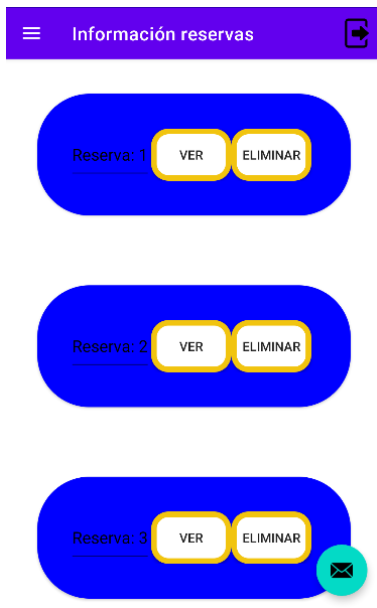 Información reservas
Reserva: 1 VER ELIMINAR
Reserva: 2 VER ELIMINAR
Reserva: 3 VER ELIMINAR